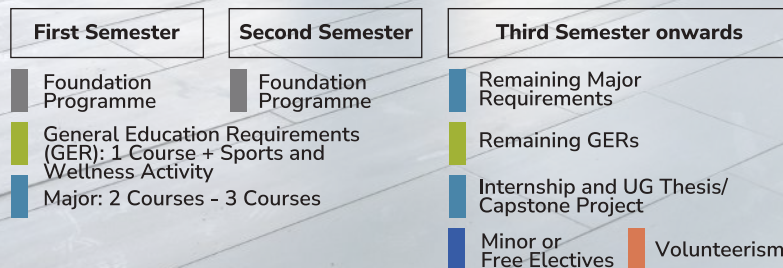 First Semester
Second Semester
Third Semester onwards
Foundation
Programme
Foundation
Programme
General Education Requirements
(GER): 1 Course + Sports and
Wellness Activity
Major: 2 Courses - 3 Courses
Remaining Major
Requirements
Remaining GERs
Internship and UG Thesis/
Capstone Project
Minor or
Free Electives
Volunteerism